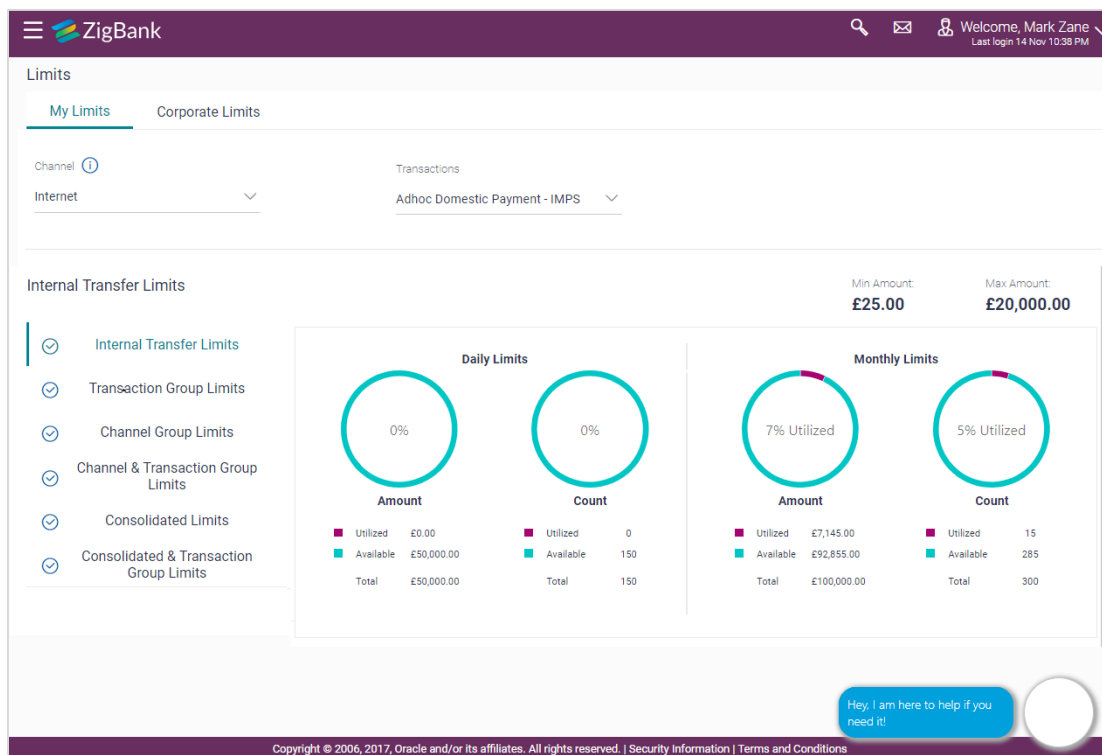 ZigBank
Welcome, Mark Zane
Last login 14 Nov 10:38 PM
Limits
My Limits
Corporate Limits
Channel
Transactions
Internet
Adhoc Domestic Payment - IMPS
Internal Transfer Limits
Min Amount:
Max Amount:
£25.00
£20,000.00
Internal Transfer Limits
Transaction Group Limits
Channel Group Limits
Channel & Transaction Group
Limits
Consolidated Limits
Consolidated & Transaction
Group Limits
Daily Limits
0%
0%
Amount
Count
Utilized £0.00
Available £50,000.00
Total £50,000.00
Utilized 0
Available 150
Total 150
Monthly Limits
7% Utilized
5% Utilized
Amount
Count
Utilized £7,145.00
Available £92,855.00
Total £100,000.00
Utilized 15
Available 285
Total 300
Hey, I am here to help if you
need it!
Copyright © 2006, 2017, Oracle and/or its affiliates. All rights reserved. | Security Information | Terms and Conditions